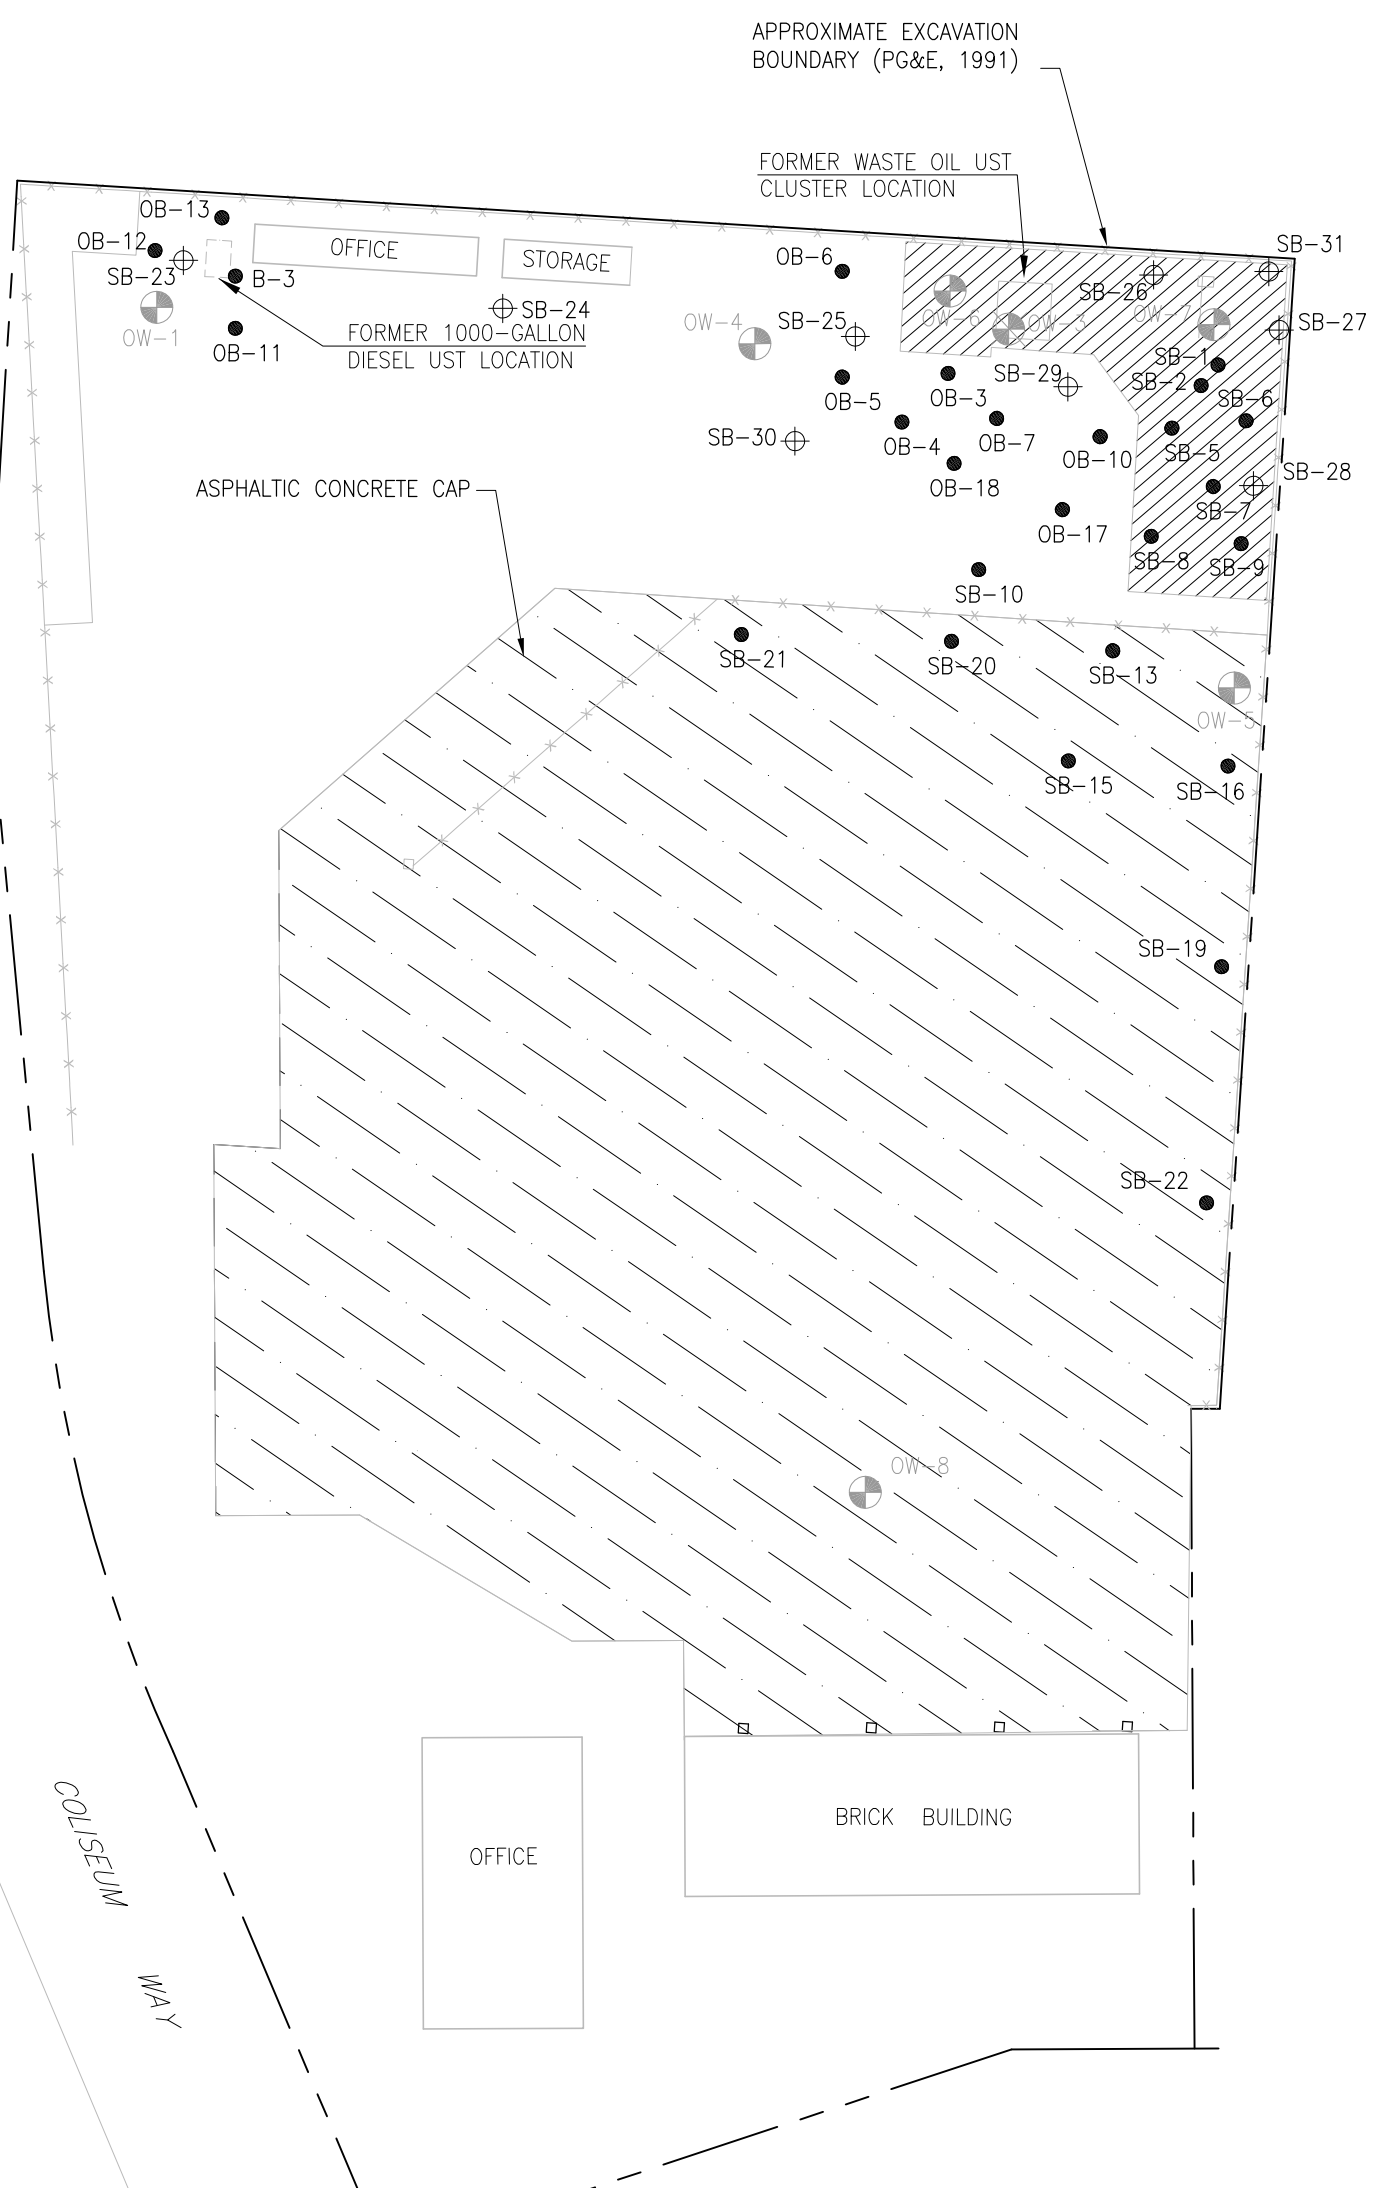 APPROXIMATE EXCAVATION
BOUNDARY (PG&E, 1991)
FORMER WASTE OIL UST
CLUSTER LOCATION
OB-13
OB-12
SB-23
B-3
OW-1
OB-11
OFFICE
STORAGE
SB-24
FORMER 1000-GALLON
DIESEL UST LOCATION
OB-6
OW-4
SB-25
OB-5
SB-31
SB-26
OW-6
OW-3
OW-7
SB-27
SB-1
SB-2
SB-29
OB-3
SB-6
OB-4
OB-7
SB-30
OB-10
SB-5
OB-18
SB-28
SB-7
OB-17
SB-8
SB-9
ASPHALTIC CONCRETE CAP
SB-10
SB-21
SB-20
SB-13
OW-5
SB-15
SB-16
SB-19
SB-22
OW-8
BRICK BUILDING
OFFICE
COLISEUM WAY